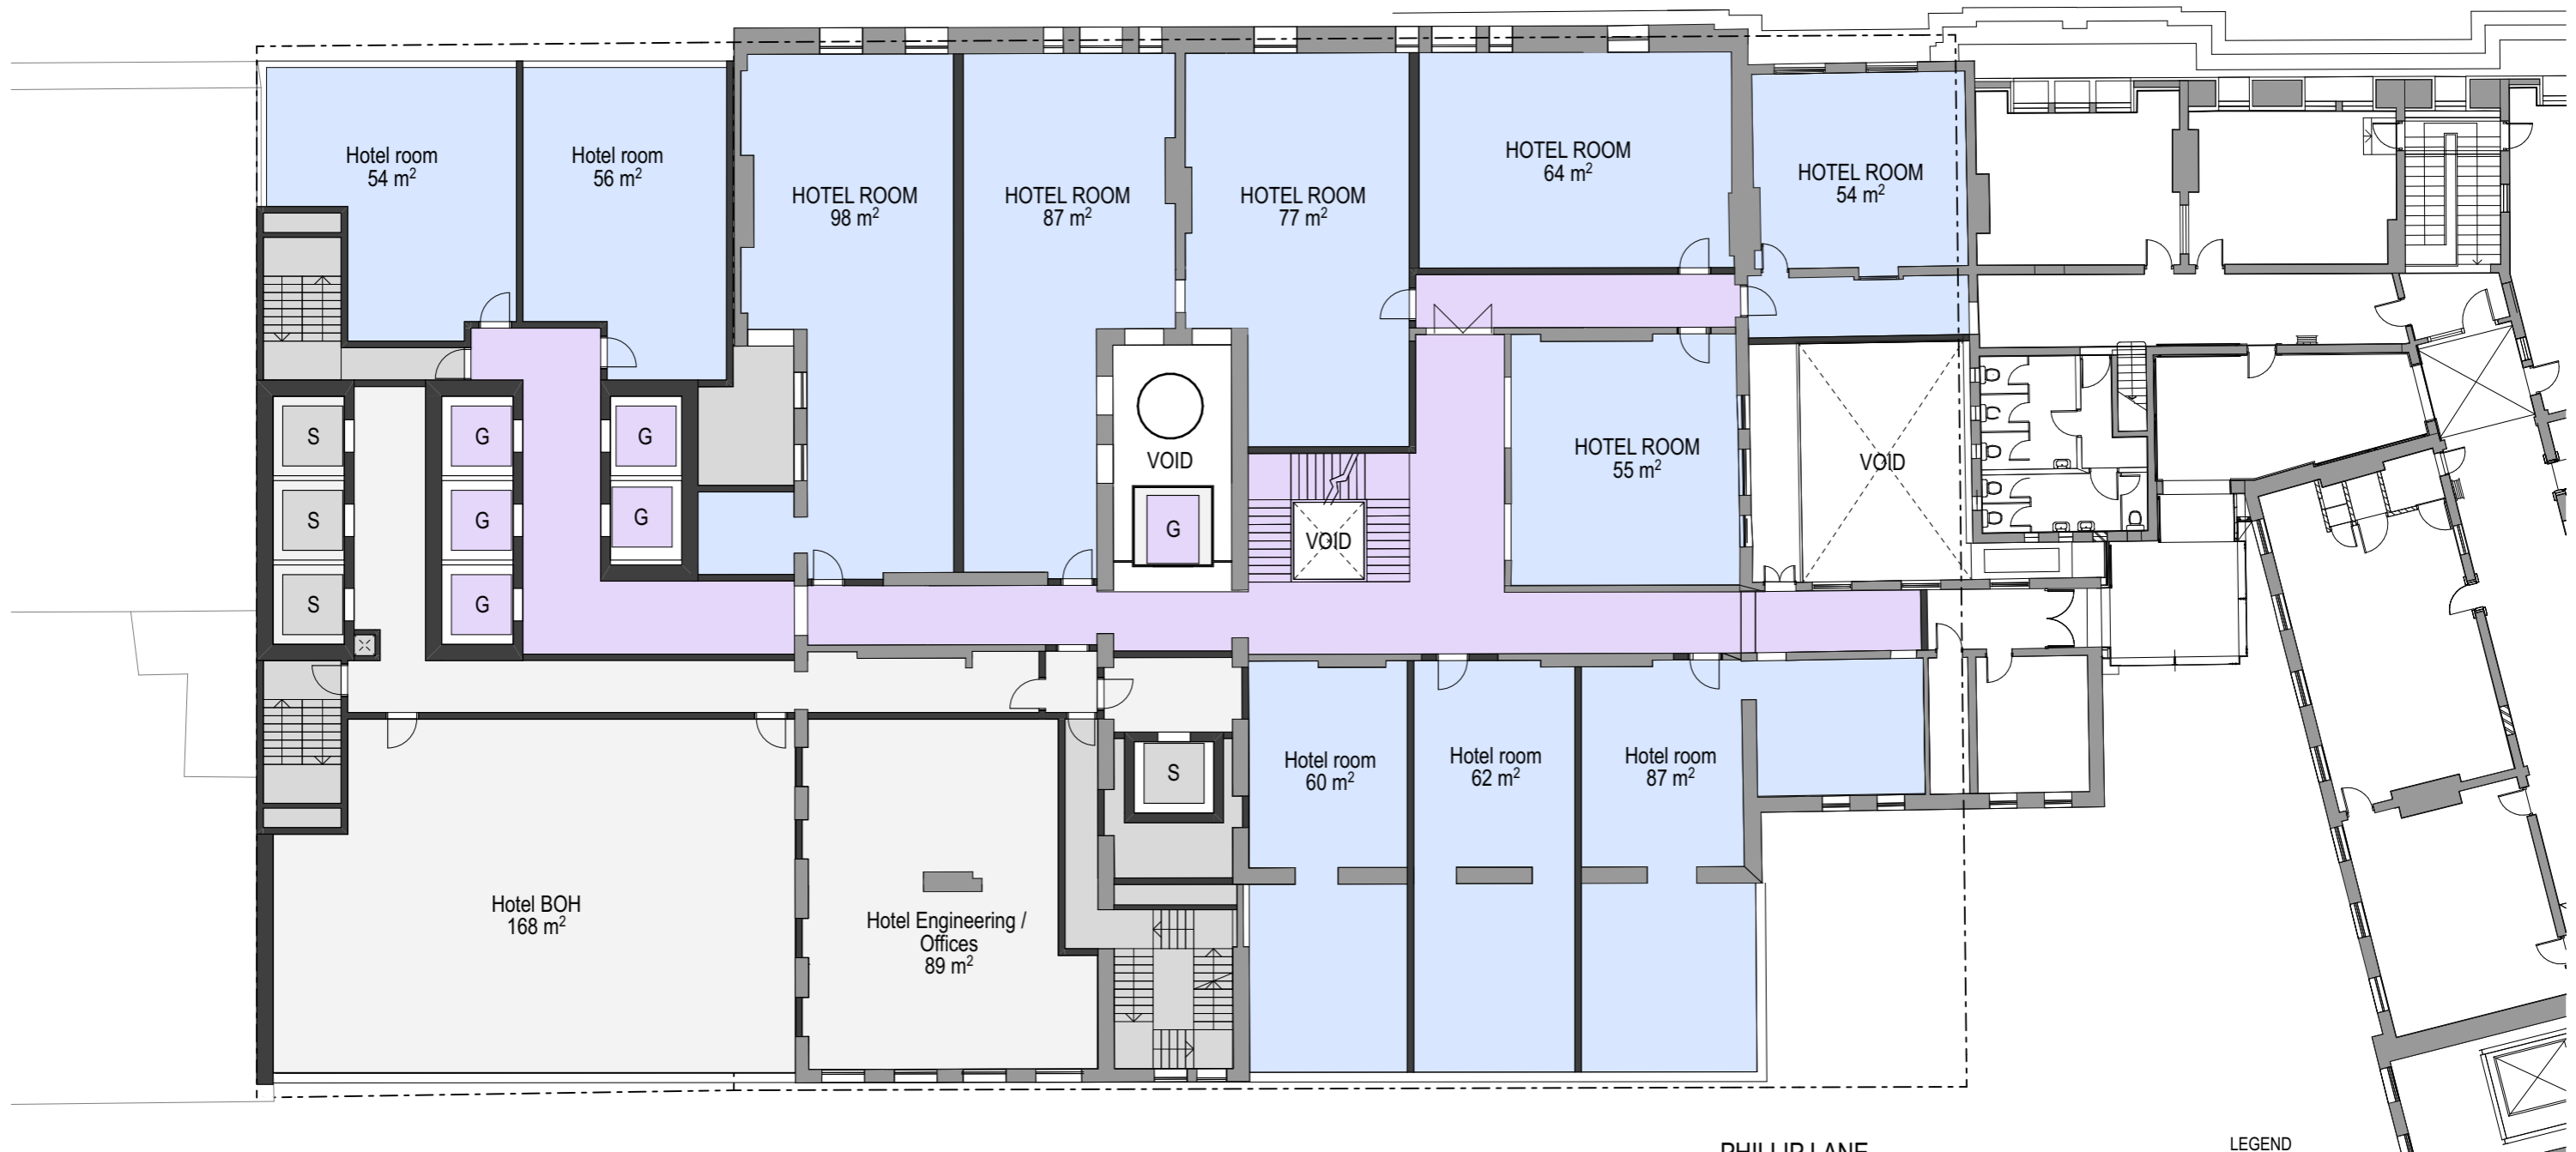 Hotel room
54 m²
Hotel room
56 m²
HOTEL ROOM
98 m²
HOTEL ROOM
87 m²
HOTEL ROOM
77 m²
HOTEL ROOM
64 m²
HOTEL ROOM
54 m²
S
G
G
VOID
HOTEL ROOM
55 m²
VOID
S
G
G
G
VOID
S
G
Hotel room
60 m²
Hotel room
62 m²
Hotel room
87 m²
S
Hotel BOH
168 m²
Hotel Engineering /
Offices
89 m²
PHILLIP LANE
LEGEND